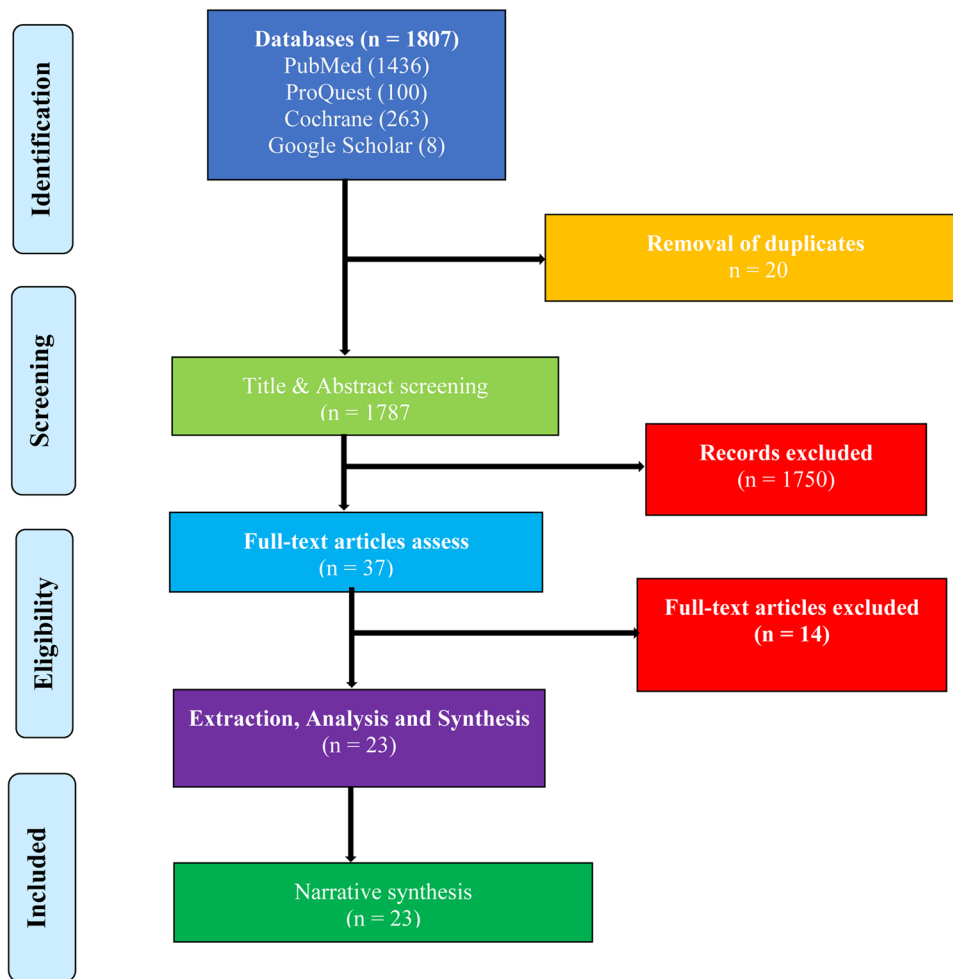 Identification
Databases (n = 1807)
PubMed (1436)
ProQuest (100)
Cochrane (263)
Google Scholar (8)
Removal of duplicates
n = 20
Screening
Title & Abstract screening
(n = 1787
Records excluded
(n = 1750)
Eligibility
Full-text articles assess
(n = 37)
Full-text articles excluded
(n = 14)
Extraction, Analysis and Synthesis
(n = 23)
Included
Narrative synthesis
(n = 23)